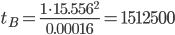 t_B = \frac{1 \cdot 15.556^2}{0.00016} = 1512500